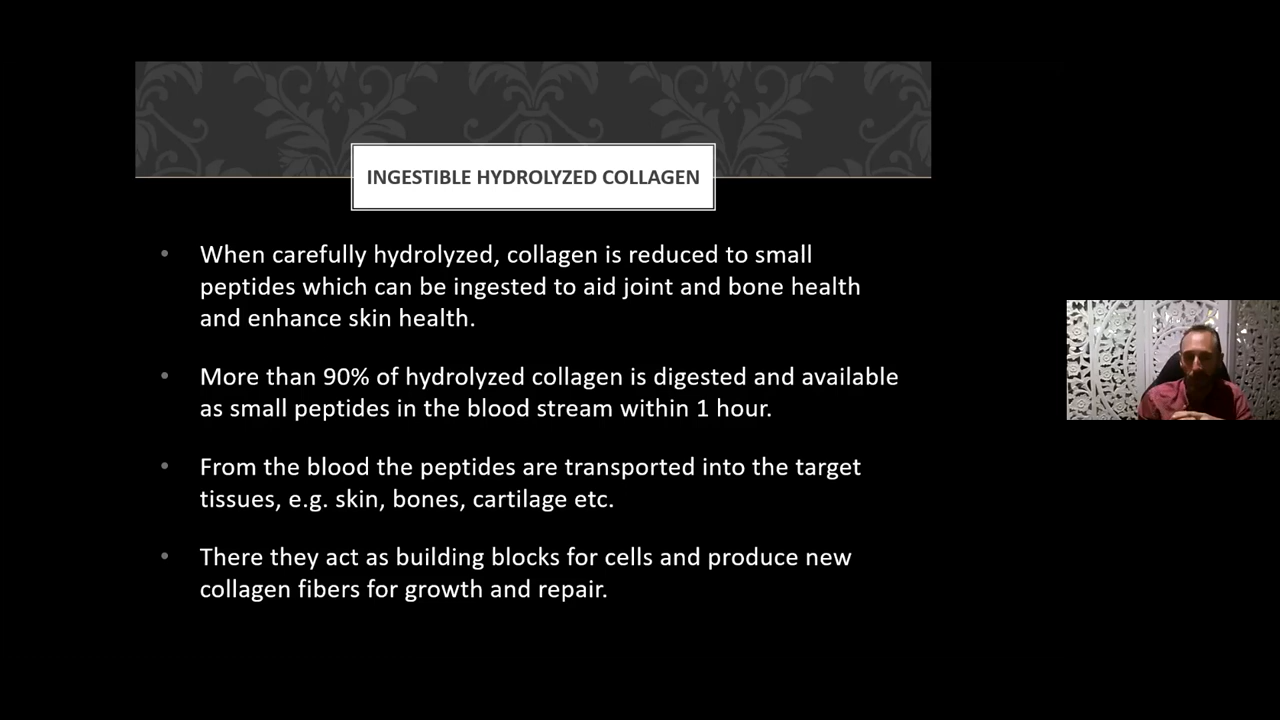 INGESTIBLE HYDROLYZED COLLAGEN
• When carefully hydrolyzed, collagen is reduced to small
peptides which can be ingested to aid joint and bone health
and enhance skin health.
• More than 90% of hydrolyzed collagen is digested and available
as small peptides in the blood stream within 1 hour.
• From the blood the peptides are transported into the target
tissues, e.g. skin, bones, cartilage etc.
• There they act as building blocks for cells and produce new
collagen fibers for growth and repair.